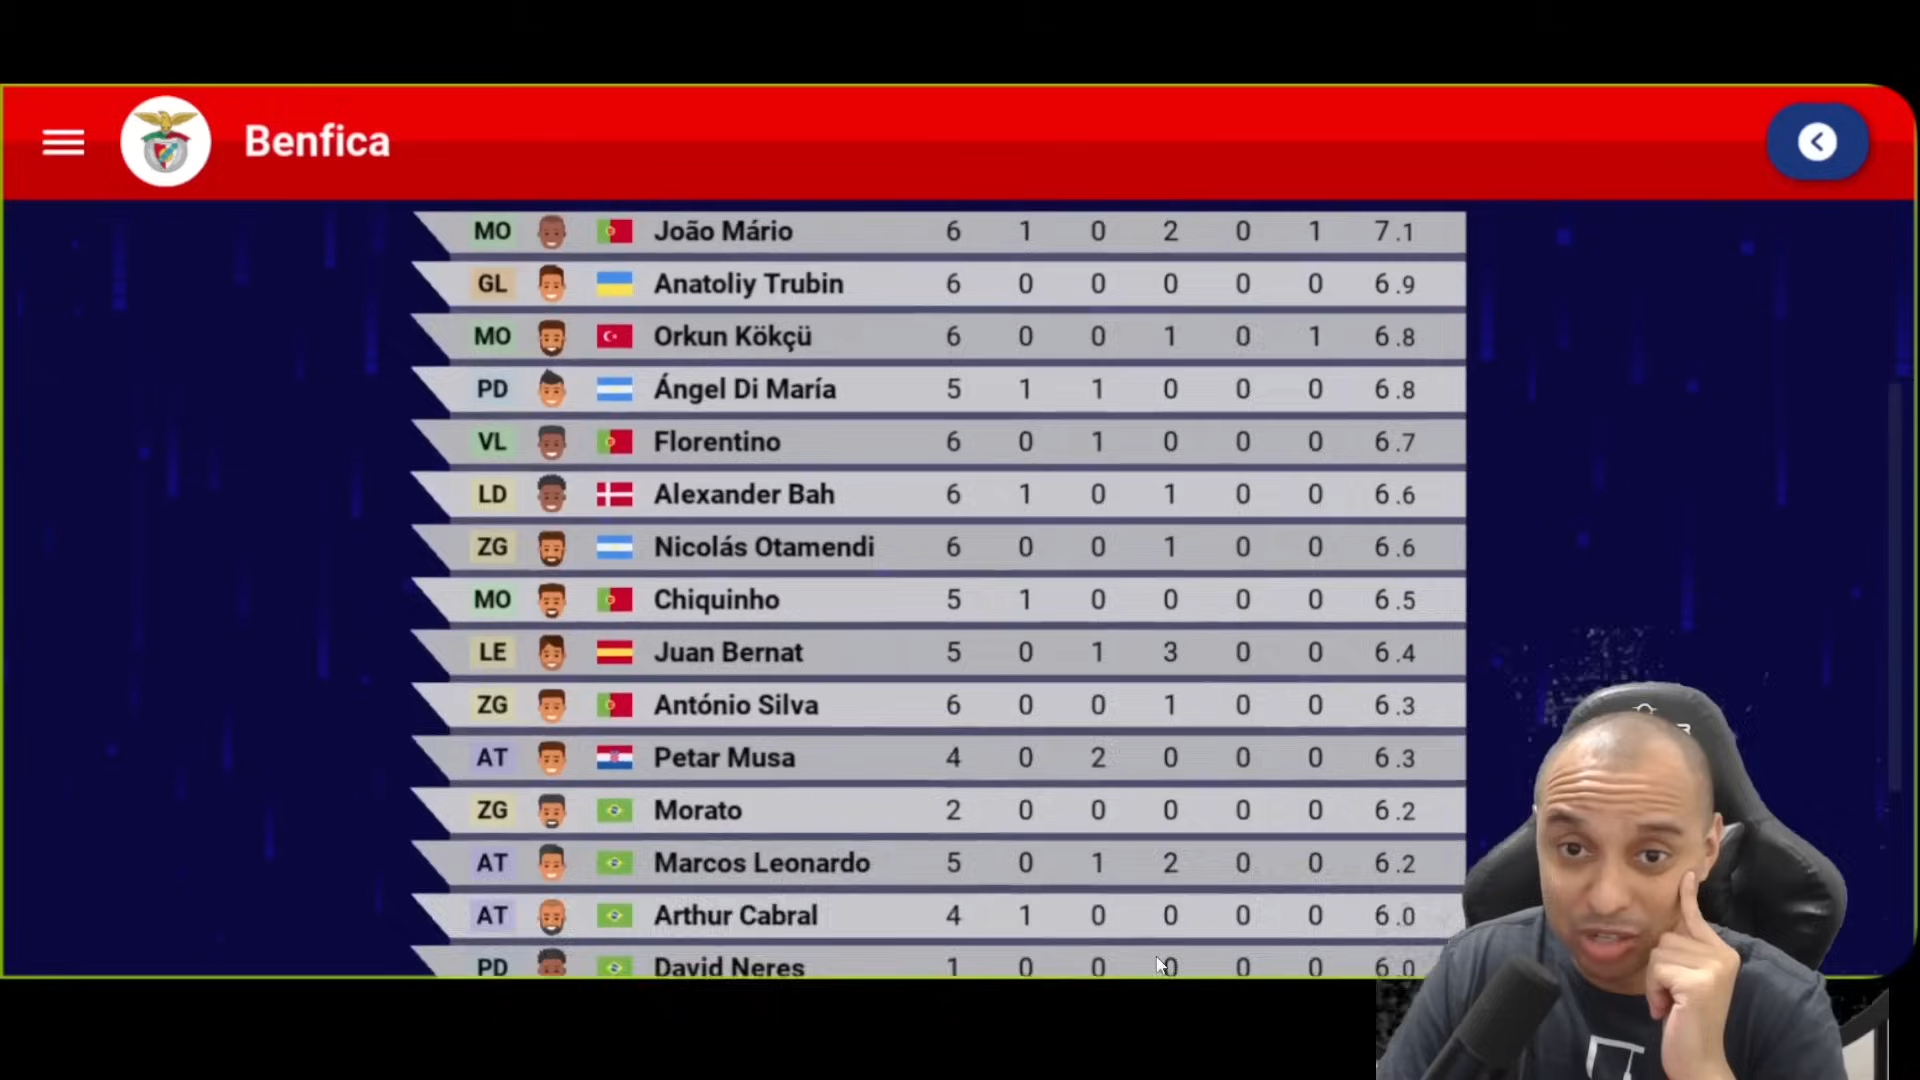 Benfica
MO João Mário 6 1 0 2 0 1 7.1
GL Anatoliy Trubin 6 0 0 0 0 0 6.9
MO Orkun Kökçü 6 0 0 1 0 1 6.8
PD Ángel Di María 5 1 1 0 0 0 6.8
VL Florentino 6 0 1 0 0 0 6.7
LD Alexander Bah 6 1 0 1 0 0 6.6
ZG Nicolás Otamendi 6 0 0 1 0 0 6.6
MO Chiquinho 5 1 0 0 0 0 6.5
LE Juan Bernat 5 0 1 3 0 0 6.4
ZG António Silva 6 0 0 1 0 0 6.3
AT Petar Musa 4 0 2 0 0 0 6.3
ZG Morato 2 0 0 0 0 0 6.2
AT Marcos Leonardo 5 0 1 2 0 0 6.2
AT Arthur Cabral 4 1 0 0 0 0 6.0
PD David Neres 1 0 0 0 0 0 6.0